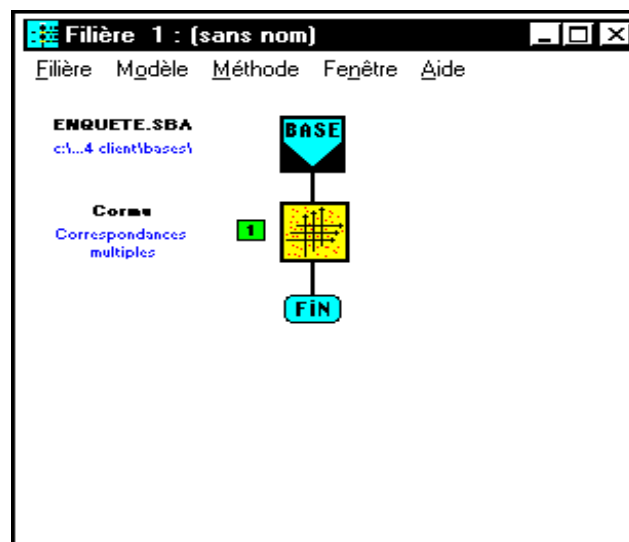 Filière 1 : (sans nom)
Filière Modèle Méthode Fenêtre Aide
ENQUETE.SBA
c:\...4 client\bases\
BASE
Cormu
Correspondances
multiples
1
FIN